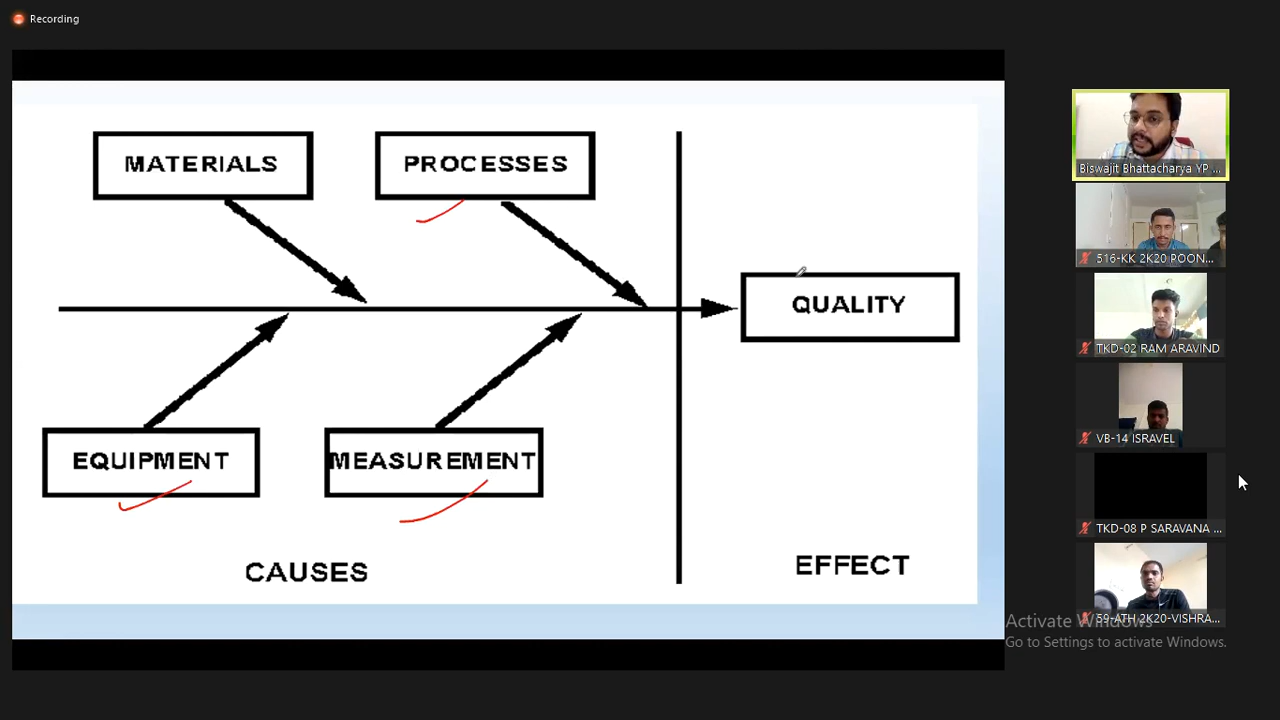 Recording
MATERIALS
PROCESSES
QUALITY
EQUIPMENT
MEASUREMENT
CAUSES
EFFECT
Biswajit Bhattacharya YP ...
516-KK 2K20 POON...
TKD-02 RAM ARAVIND
VB-14 ISRAVEL
TKD-08 P SARAVANA ...
59-ATH 2K20-VISHRA...
Activate Windows
Go to Settings to activate Windows.